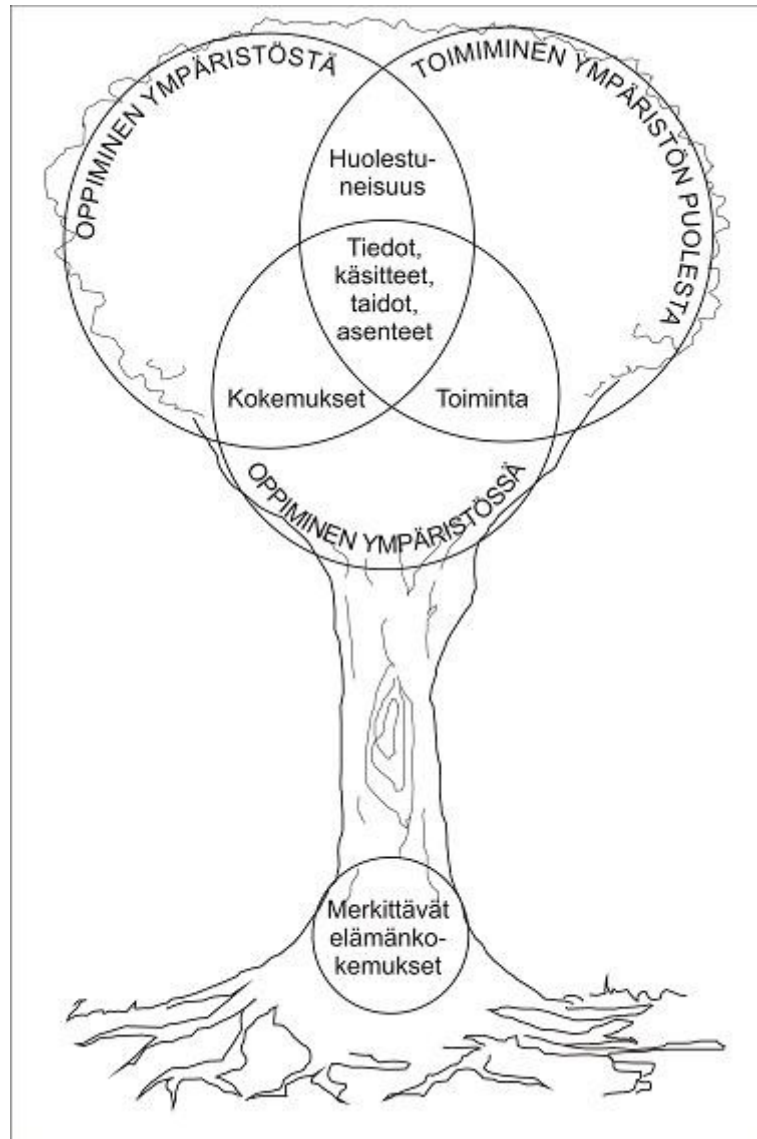 OPPIMINEN YMPÄRISTÖSTÄ
TOIMIMINEN YMPÄRISTÖN PUOLESTA
Huolestu-
neisuus
Tiedot,
käsitteet,
taidot,
asenteet
Kokemukset
Toiminta
OPPIMINEN YMPÄRISTÖSSÄ
Merkittävät
elämänko-
kemukset